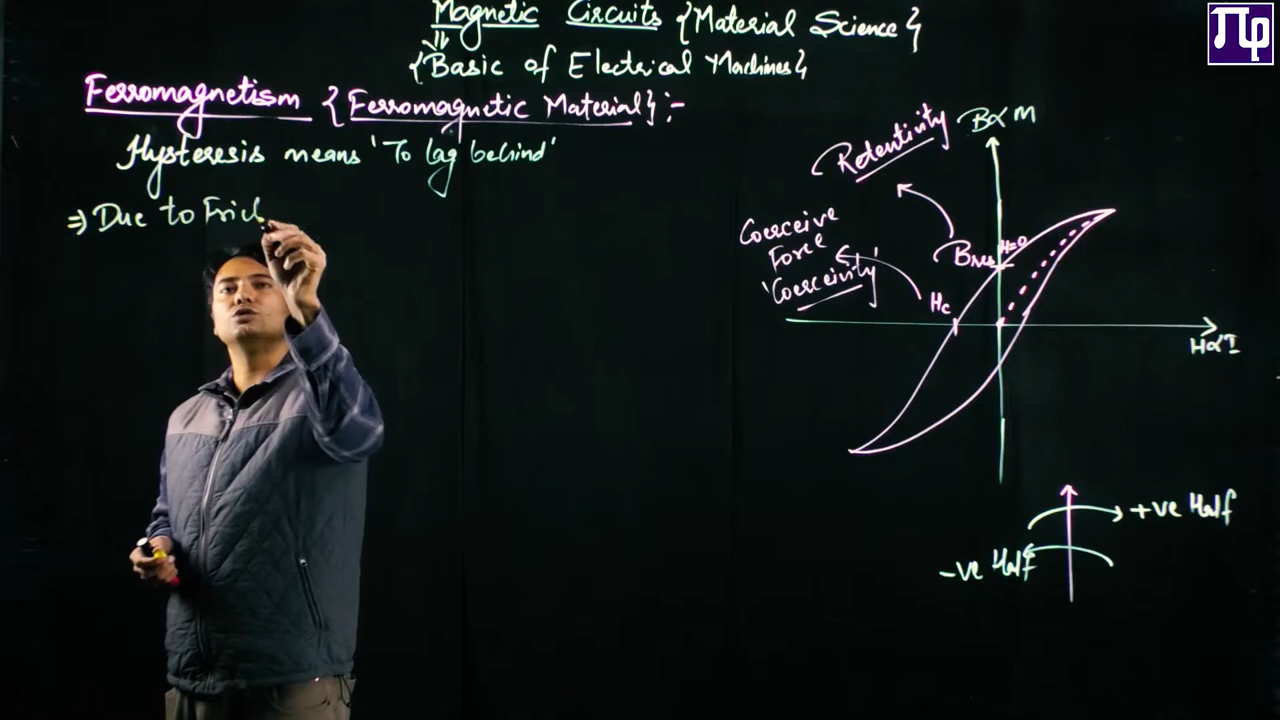 Magnetic Circuits {Material Science}
{Basic of Electrical Machines}
Ferromagnetism {Ferromagnetic Material} :-
Hysteresis means 'To lag behind'
⇒ Due to Frict
B∝M
Retentivity
Coercive
Force
'Coercivity'
Bres
H=0
Hc
H∝I
+ve Half
-ve Half
Πφ